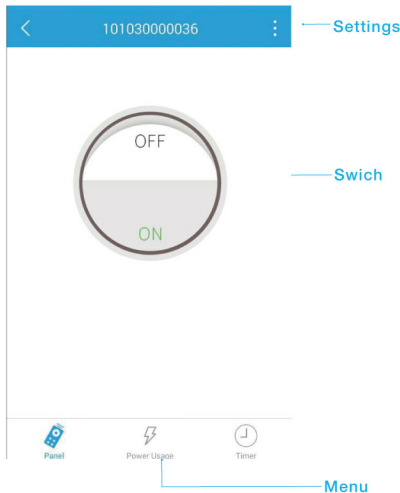 101030000036
Settings
OFF
Swich
ON
Panel Power Usage Timer
Menu